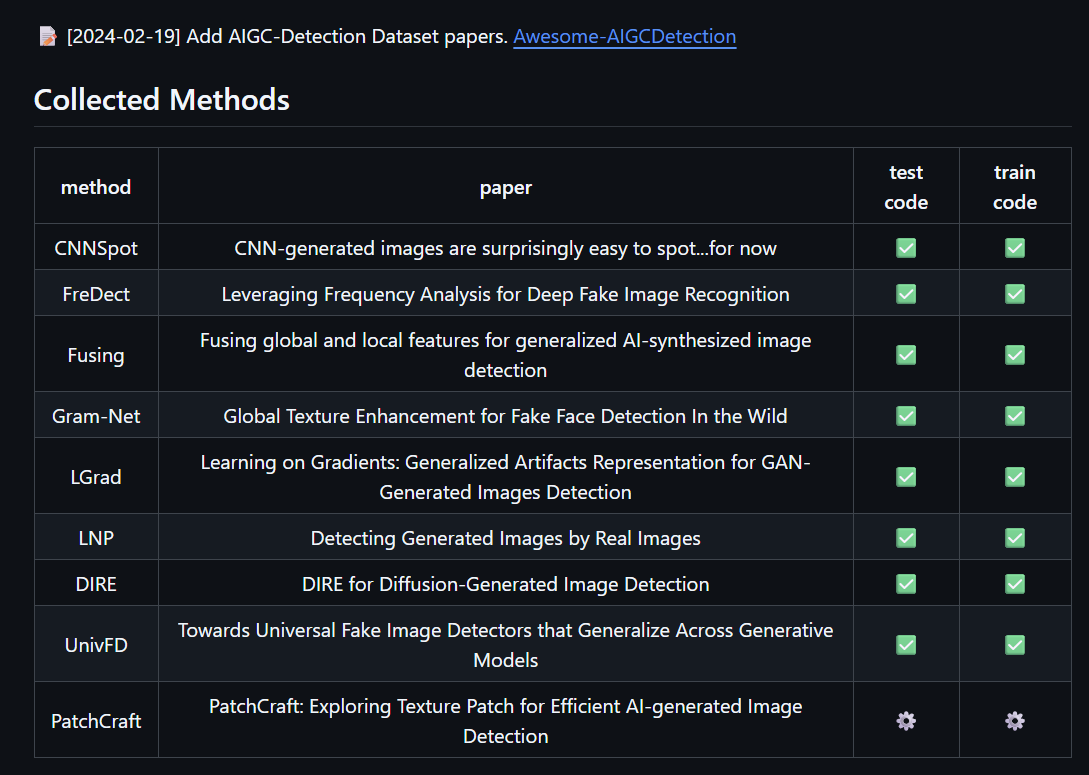 [2024-02-19] Add AIGC-Detection Dataset papers. Awesome-AIGCDetection
Collected Methods
method paper test code train code
CNNSpot CNN-generated images are surprisingly easy to spot...for now
FreDect Leveraging Frequency Analysis for Deep Fake Image Recognition
Fusing Fusing global and local features for generalized AI-synthesized image
detection
Gram-Net Global Texture Enhancement for Fake Face Detection In the Wild
LGrad Learning on Gradients: Generalized Artifacts Representation for GAN-
Generated Images Detection
LNP Detecting Generated Images by Real Images
DIRE DIRE for Diffusion-Generated Image Detection
UnivFD Towards Universal Fake Image Detectors that Generalize Across Generative
Models
PatchCraft PatchCraft: Exploring Texture Patch for Efficient AI-generated Image
Detection